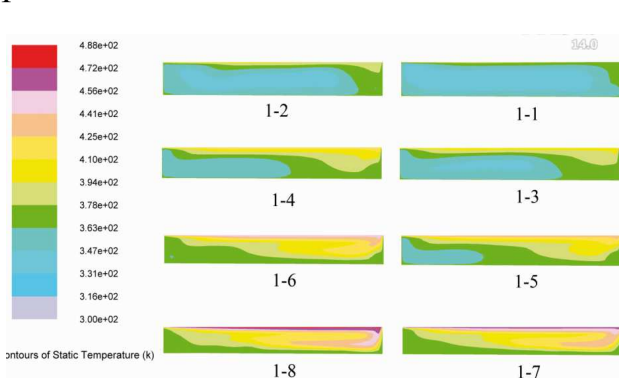 14.0
4.88e+02
4.72e+02
4.56e+02
4.41e+02
4.25e+02
4.10e+02
3.94e+02
3.78e+02
3.63e+02
3.47e+02
3.31e+02
3.16e+02
3.00e+02
1-2
1-1
1-4
1-3
1-6
1-5
1-8
1-7
ontours of Static Temperature (k)